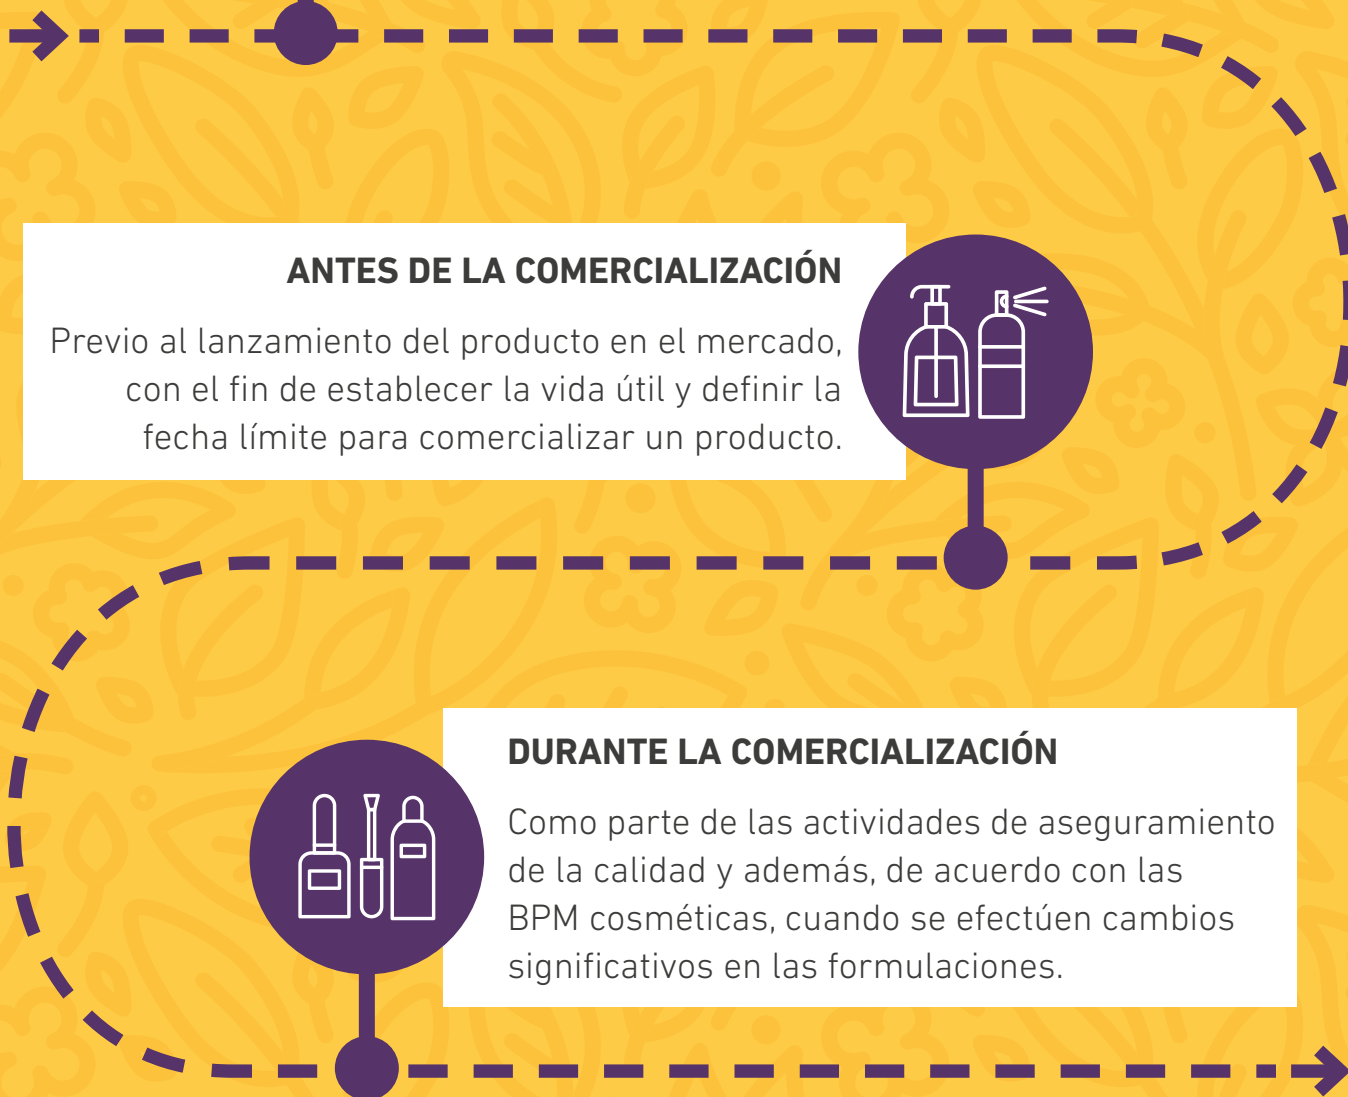 ANTES DE LA COMERCIALIZACIÓN
Previo al lanzamiento del producto en el mercado,
con el fin de establecer la vida útil y definir la
fecha límite para comercializar un producto.
DURANTE LA COMERCIALIZACIÓN
Como parte de las actividades de aseguramiento
de la calidad y además, de acuerdo con las
BPM cosméticas, cuando se efectúen cambios
significativos en las formulaciones.